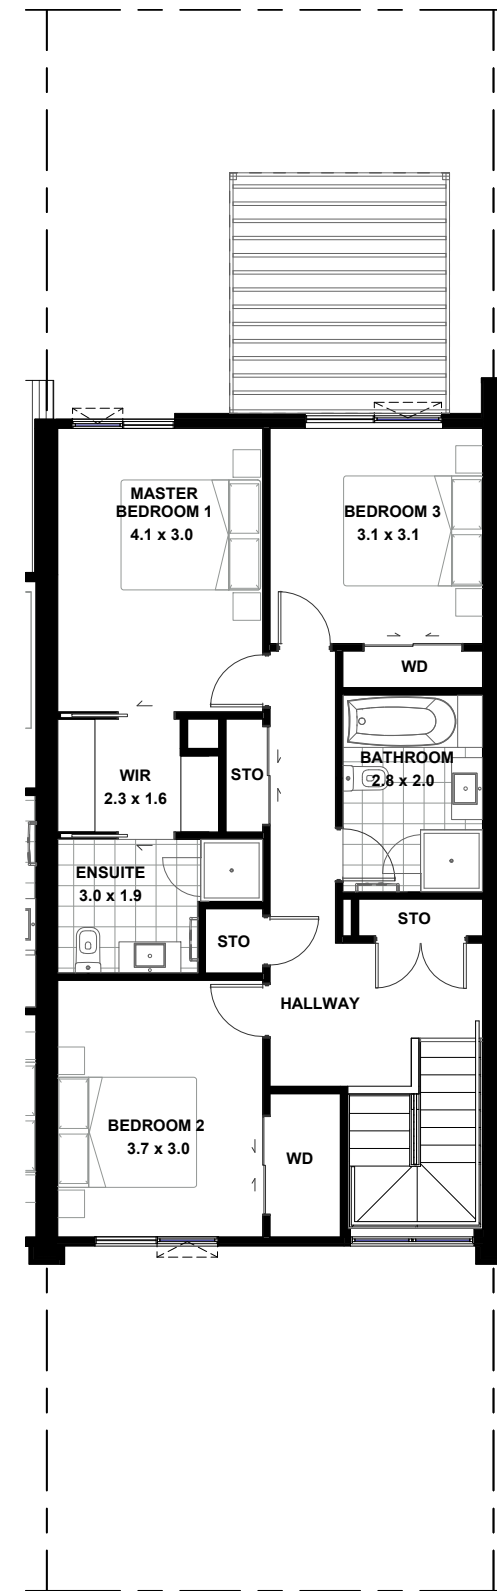 MASTER
BEDROOM 1
4.1 x 3.0
BEDROOM 3
3.1 x 3.1
WD
WIR
2.3 x 1.6
STO
BATHROOM
2.8 x 2.0
ENSUITE
3.0 x 1.9
STO
STO
HALLWAY
BEDROOM 2
3.7 x 3.0
WD